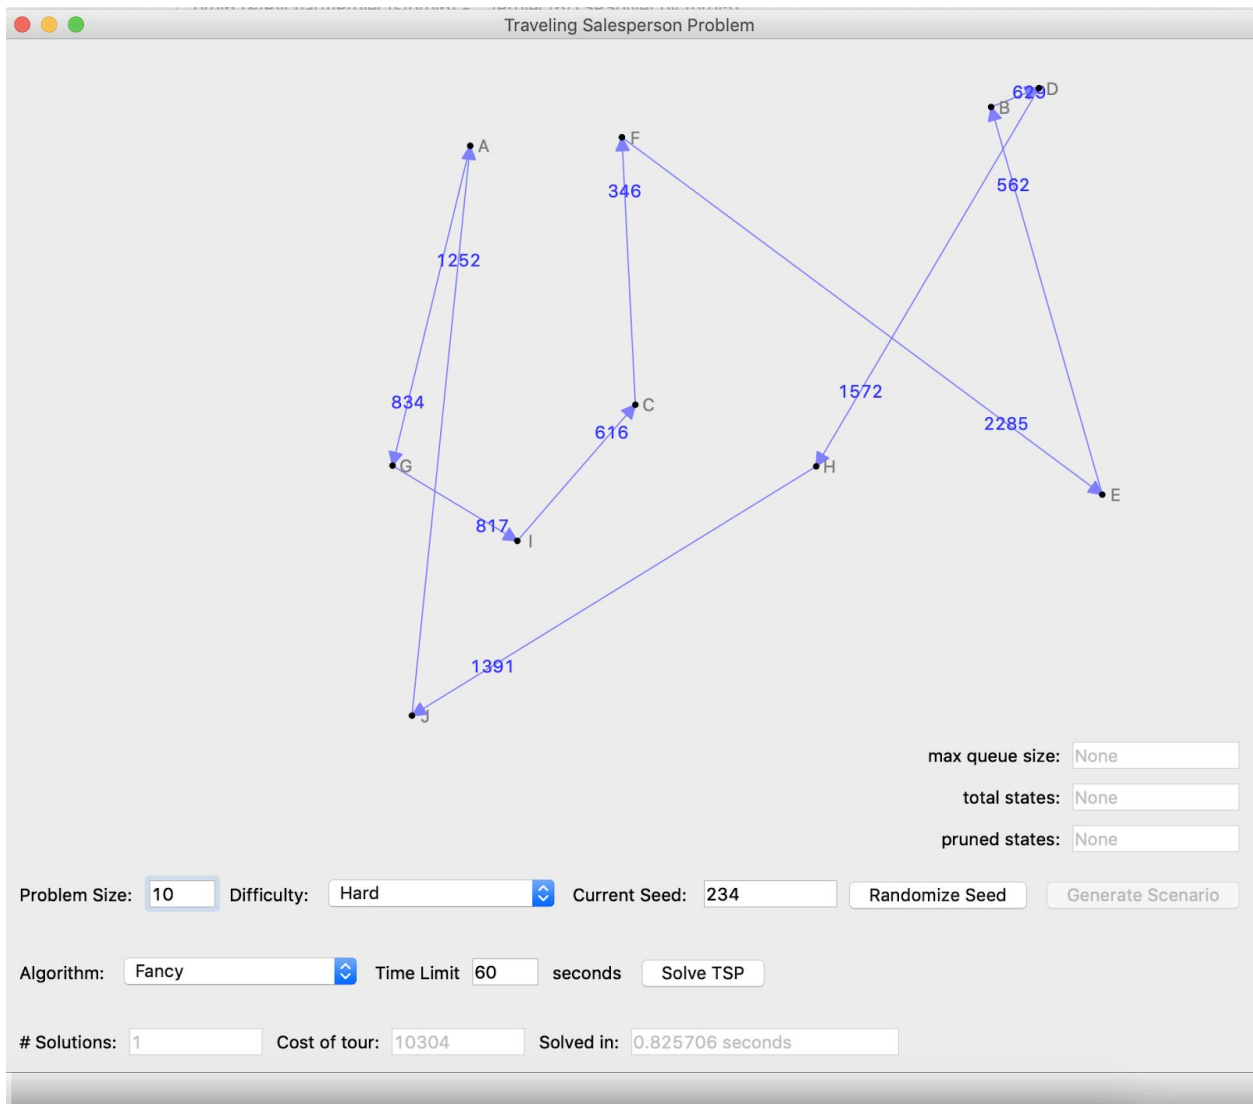 Traveling Salesperson Problem
629
D
B
A
F
346
562
1252
834
C
616
1572
2285
G
H
E
817
I
1391
J
max queue size: None
total states: None
pruned states: None
Problem Size: 10 Difficulty: Hard Current Seed: 234 Randomize Seed Generate Scenario
Algorithm: Fancy Time Limit 60 seconds Solve TSP
# Solutions: 1 Cost of tour: 10304 Solved in: 0.825706 seconds